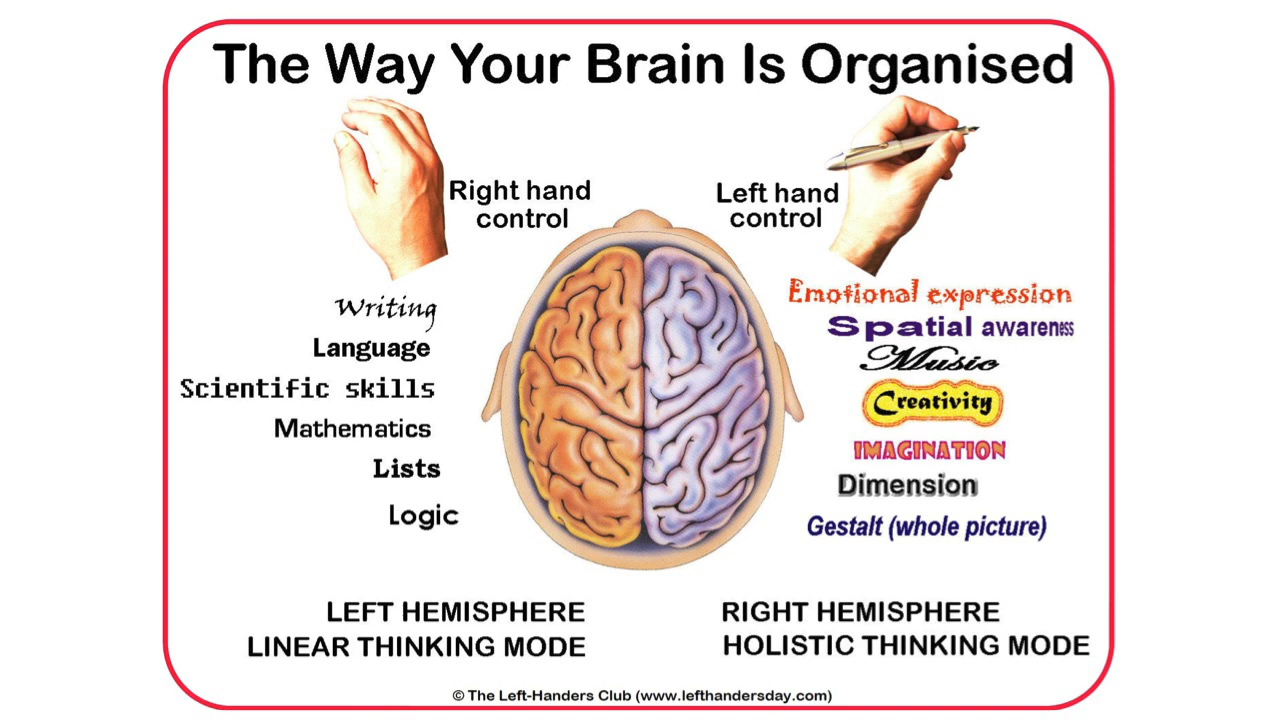 The Way Your Brain Is Organised
Right hand
control
Left hand
control
Writing
Language
Scientific skills
Mathematics
Lists
Logic
Emotional expression
Spatial awareness
Music
Creativity
IMAGINATION
Dimension
Gestalt (whole picture)
LEFT HEMISPHERE
LINEAR THINKING MODE
RIGHT HEMISPHERE
HOLISTIC THINKING MODE
© The Left-Handers Club (www.lefthandersday.com)